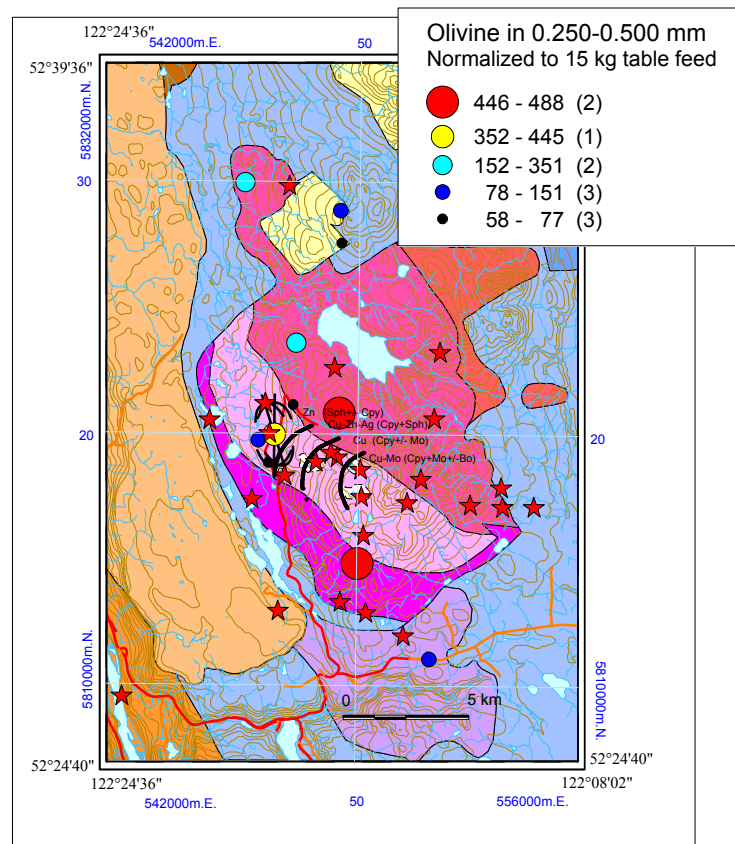 Olivine in 0.250-0.500 mm
Normalized to 15 kg table feed
446 - 488 (2)
352 - 445 (1)
152 - 351 (2)
78 - 151 (3)
58 - 77 (3)
122°24'36"
542000m.E.
50
52°39'36"
5832000m.N.
30
20
20
Zn (Sph+/- Cpy)
Cu-Zn-Ag (Cpy+Sph)
Cu (Cpy+/- Mo)
Cu-Mo (Cpy+Mo+/-Bo)
5810000m.N.
5810000m.N.
0
5 km
52°24'40"
52°24'40"
122°24'36"
122°08'02"
542000m.E.
50
556000m.E.